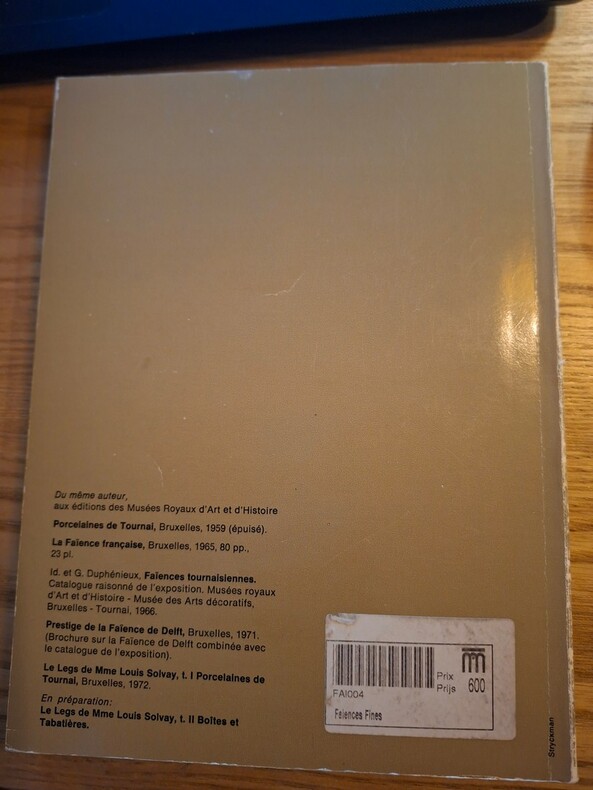 Du même auteur,
aux éditions des Musées Royaux d'Art et d'Histoire
Porcelaines de Tournai, Bruxelles, 1959 (épuisé).
La Faïence française, Bruxelles, 1965, 80 pp.,
23 pl.
Id. et G. Duphénieux, Faïences tournaisiennes.
Catalogue raisonné de l'exposition. Musées royaux
d'Art et d'Histoire - Musée des Arts décoratifs,
Bruxelles - Tournai, 1966.
Prestige de la Faïence de Delft, Bruxelles, 1971.
(Brochure sur la Faïence de Delft combinée avec
le catalogue de l'exposition).
Le Legs de Mme Louis Solvay, t. I Porcelaines de
Tournai, Bruxelles, 1972.
En préparation:
Le Legs de Mme Louis Solvay, t. II Boîtes et
Tabatières.
Prix
Prijs 600
FAI004
Faiences Fines
Stryckman